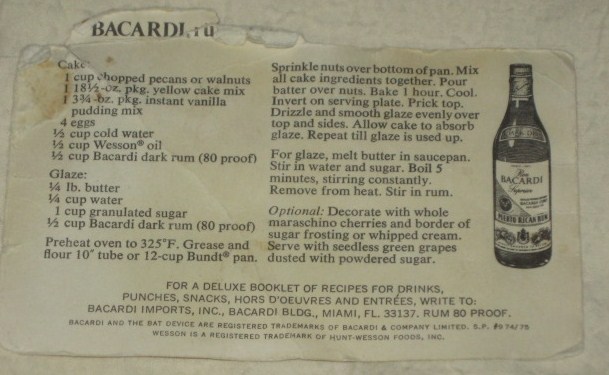 BACARDI
Cake
1 cup chopped pecans or walnuts
1 18½-oz. pkg. yellow cake mix
1 3¾-oz. pkg. instant vanilla
pudding mix
4 eggs
½ cup cold water
½ cup Wesson® oil
½ cup Bacardi dark rum (80 proof)
Glaze:
¼ lb. butter
¼ cup water
1 cup granulated sugar
½ cup Bacardi dark rum (80 proof)
Preheat oven to 325°F. Grease and
flour 10" tube or 12-cup Bundt® pan.
Sprinkle nuts over bottom of pan. Mix
all cake ingredients together. Pour
batter over nuts. Bake 1 hour. Cool.
Invert on serving plate. Prick top.
Drizzle and smooth glaze evenly over
top and sides. Allow cake to absorb
glaze. Repeat till glaze is used up.
For glaze, melt butter in saucepan.
Stir in water and sugar. Boil 5
minutes, stirring constantly.
Remove from heat. Stir in rum.
Optional: Decorate with whole
maraschino cherries and border of
sugar frosting or whipped cream.
Serve with seedless green grapes
dusted with powdered sugar.
Rum
BACARDI
Superior
PUERTO RICAN RUM
FOR A DELUXE BOOKLET OF RECIPES FOR DRINKS,
PUNCHES, SNACKS, HORS D'OEUVRES AND ENTRÉES, WRITE TO:
BACARDI IMPORTS, INC., BACARDI BLDG., MIAMI, FL. 33137. RUM 80 PROOF.
BACARDI AND THE BAT DEVICE ARE REGISTERED TRADEMARKS OF BACARDI & COMPANY LIMITED. S.P. #9 74/75
WESSON IS A REGISTERED TRADEMARK OF HUNT-WESSON FOODS, INC.